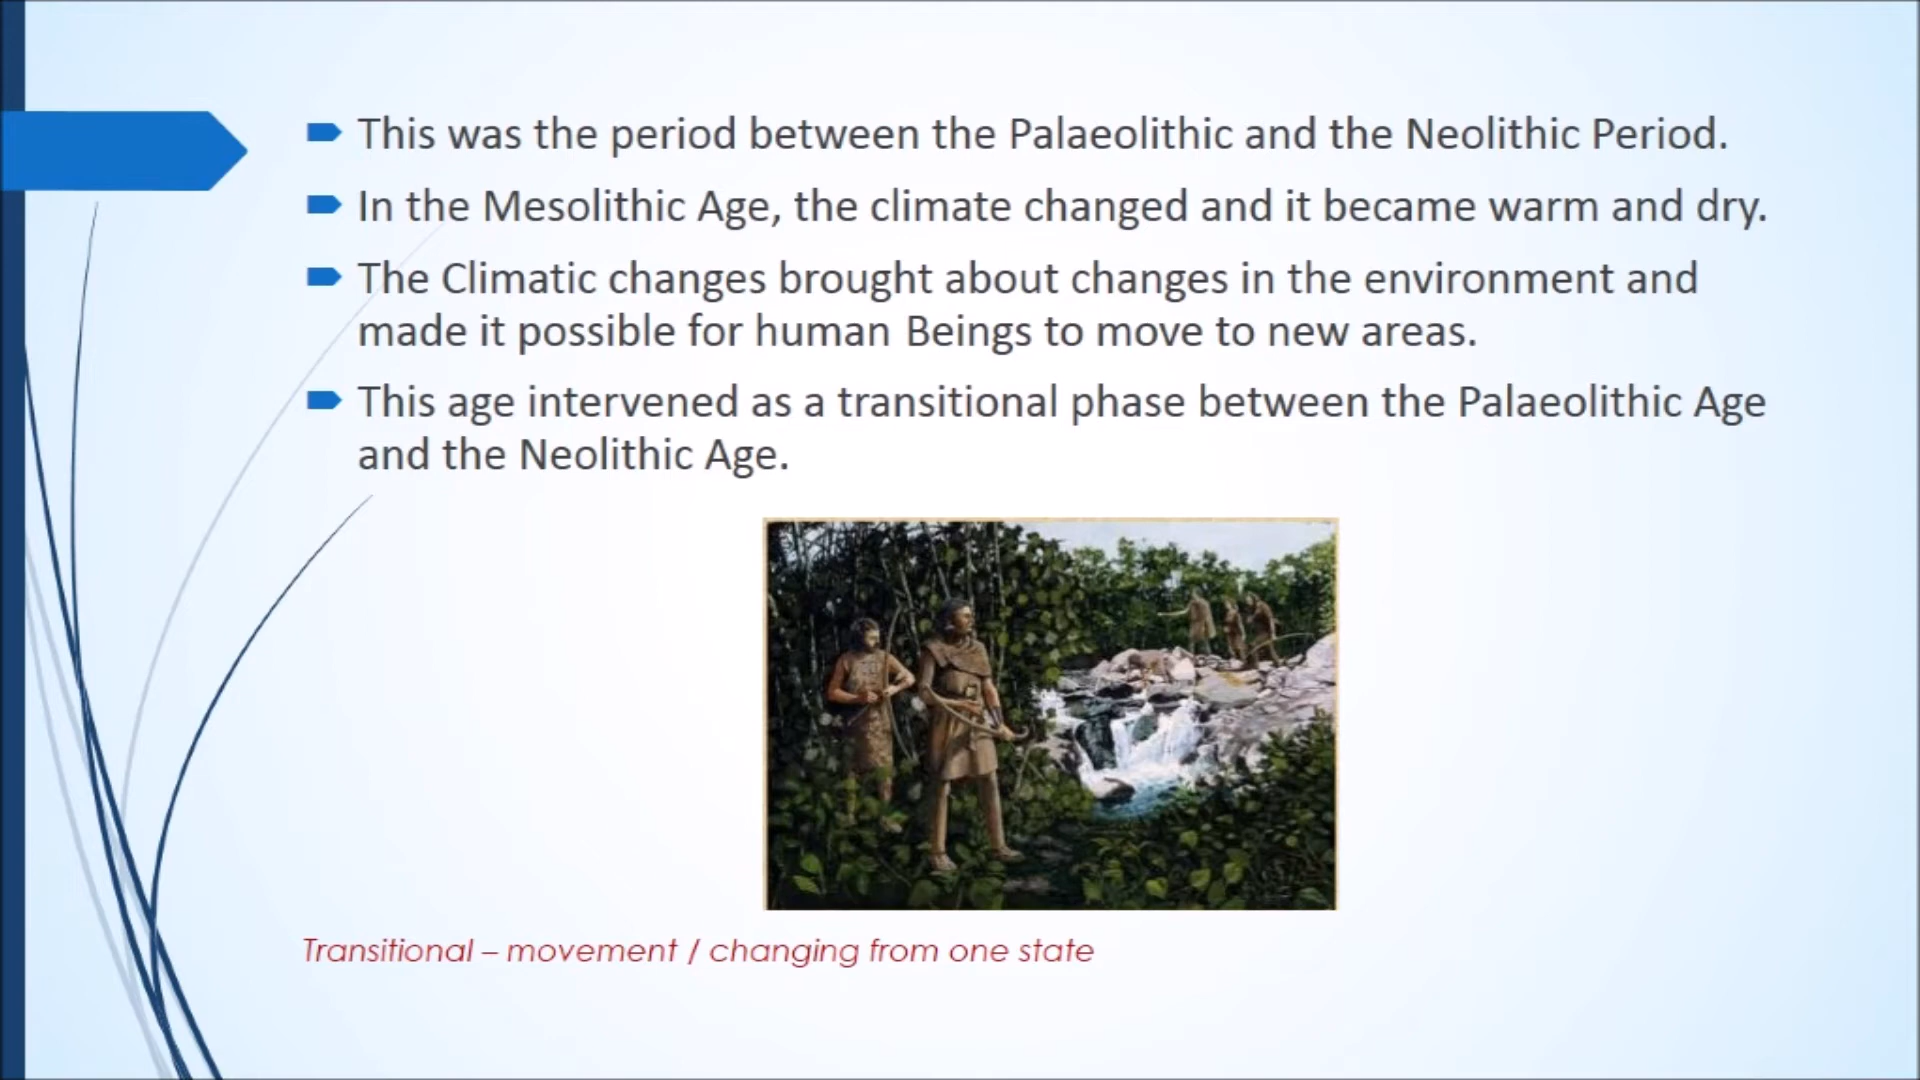 This was the period between the Palaeolithic and the Neolithic Period.
In the Mesolithic Age, the climate changed and it became warm and dry.
The Climatic changes brought about changes in the environment and
made it possible for human Beings to move to new areas.
This age intervened as a transitional phase between the Palaeolithic Age
and the Neolithic Age.
Transitional – movement / changing from one state